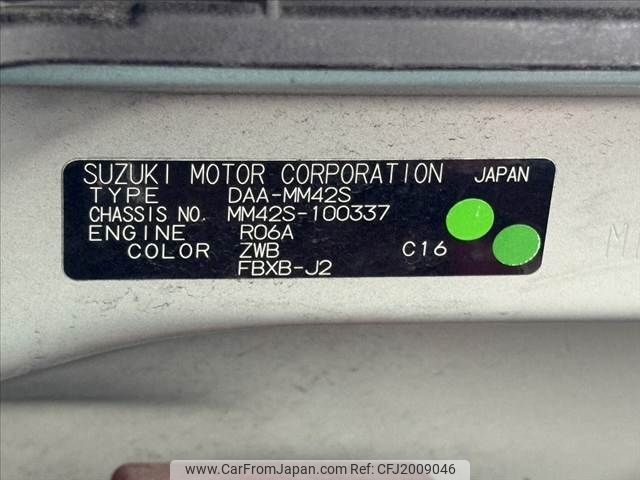 SUZUKI MOTOR CORPORATION JAPAN
TYPE DAA-MM42S
CHASSIS NO. MM42S-100337
ENGINE R06A
COLOR ZWB C16
FBXB-J2
www.CarFromJapan.com | CFJ2009046